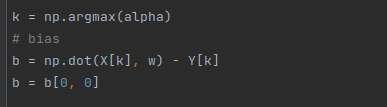 k = np.argmax(alpha)
# bias
b = np.dot(X[k], w) - Y[k]
b = b[0, 0]